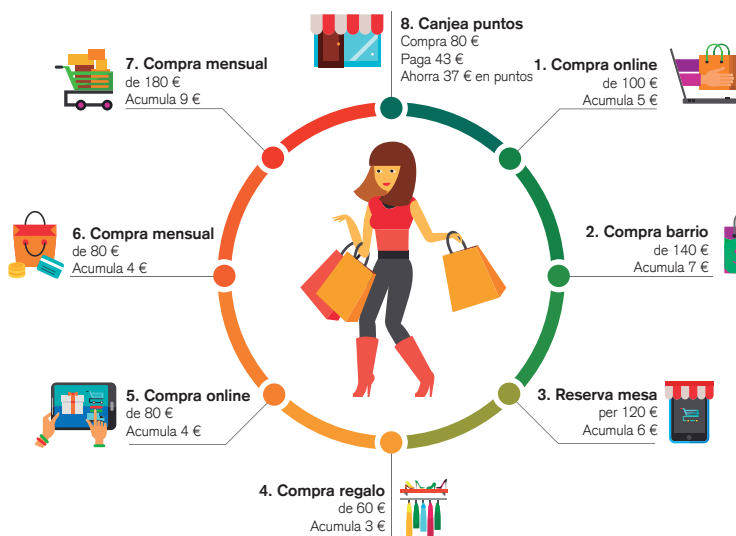 8. Canjea puntos
Compra 80 €
Paga 43 €
Ahorra 37 € en puntos
1. Compra online
de 100 €
Acumula 5 €
2. Compra barrio
de 140 €
Acumula 7 €
3. Reserva mesa
per 120 €
Acumula 6 €
4. Compra regalo
de 60 €
Acumula 3 €
5. Compra online
de 80 €
Acumula 4 €
6. Compra mensual
de 80 €
Acumula 4 €
7. Compra mensual
de 180 €
Acumula 9 €